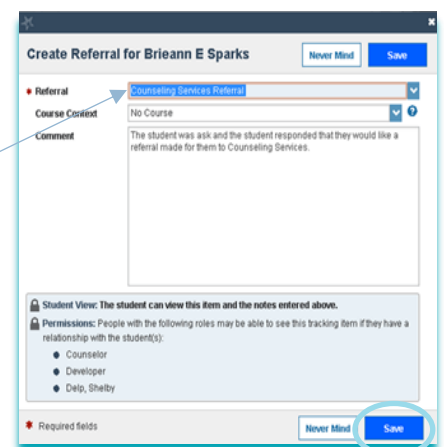 Create Referral for Brieann E Sparks
Never Mind
Save
* Referral
Counseling Services Referral
Course Context
No Course
?
Comment
The student was ask and the student responded that they would like a
referral made for them to Counseling Services.
Student View: The student can view this item and the notes entered above.
Permissions: People with the following roles may be able to see this tracking item if they have a
relationship with the student(s):
• Counselor
• Developer
• Delp, Shelby
* Required fields
Never Mind
Save